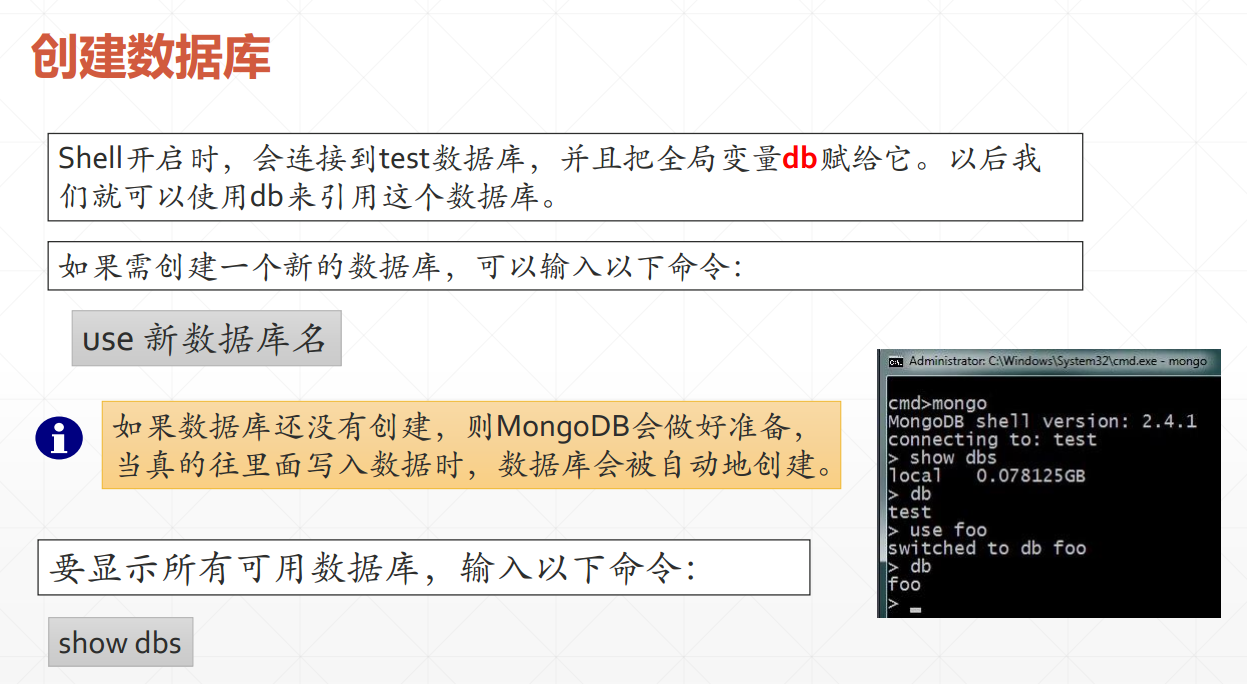 创建数据库
Shell开启时，会连接到test数据库，并且把全局变量db赋给它。以后我
们就可以使用db来引用这个数据库。
如果需创建一个新的数据库，可以输入以下命令：
use 新数据库名
如果数据库还没有创建，则MongoDB会做好准备，
当真的往里面写入数据时，数据库会被自动地创建。
要显示所有可用数据库，输入以下命令：
show dbs
Administrator: C:\Windows\System32\cmd.exe - mongo
cmd>mongo
MongoDB shell version: 2.4.1
connecting to: test
> show dbs
local   0.078125GB
> db
test
> use foo
switched to db foo
> db
foo
> _